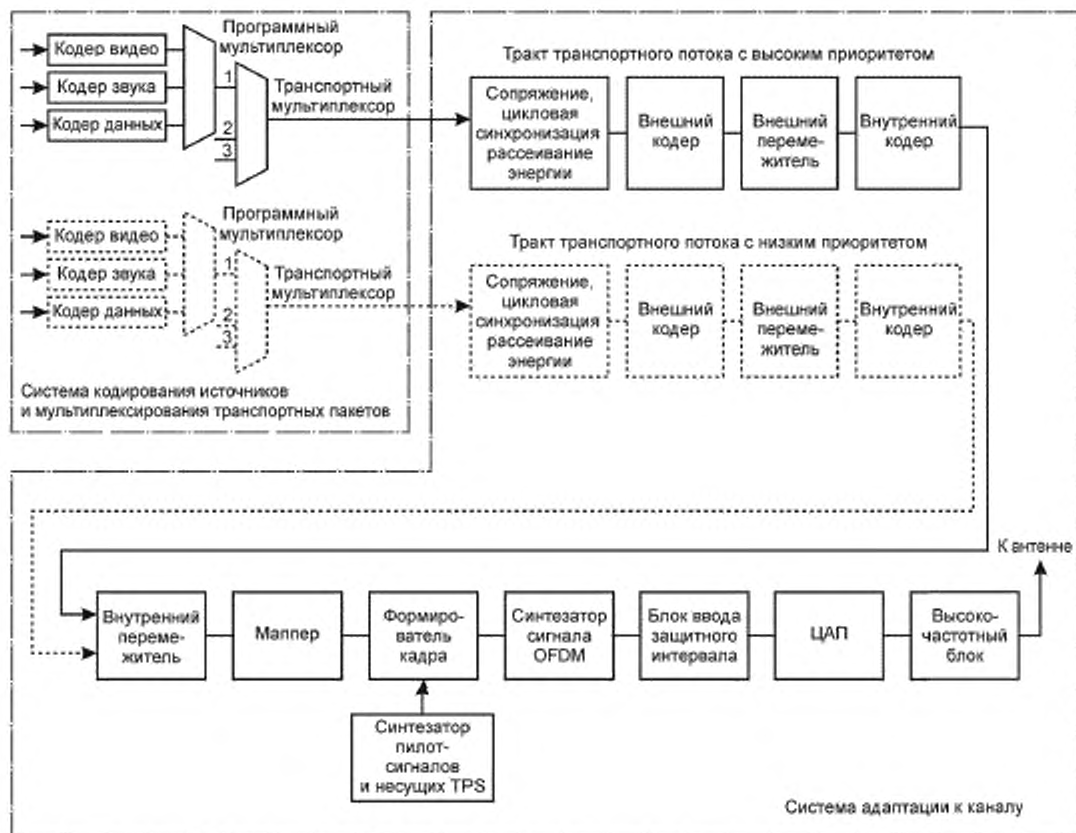 Программный
мультиплексор
Кодер видео
Кодер звука
Кодер данных
1
2
3
Транспортный
мультиплексор
Программный
мультиплексор
Кодер видео
Кодер звука
Кодер данных
1
2
3
Транспортный
мультиплексор
Система кодирования источников
и мультиплексирования транспортных пакетов
Тракт транспортного потока с высоким приоритетом
Сопряжение,
цикловая
синхронизация
рассеивание
энергии
Внешний
кодер
Внешний
переме-
житель
Внутренний
кодер
Тракт транспортного потока с низким приоритетом
Сопряжение,
цикловая
синхронизация
рассеивание
энергии
Внешний
кодер
Внешний
переме-
житель
Внутренний
кодер
К антенне
Внутренний
переме-
житель
Маппер
Формиро-
ватель
кадра
Синтезатор
сигнала
OFDM
Блок ввода
защитного
интервала
ЦАП
Высоко-
частотный
блок
Синтезатор
пилот-
сигналов
и несущих TPS
Система адаптации к каналу